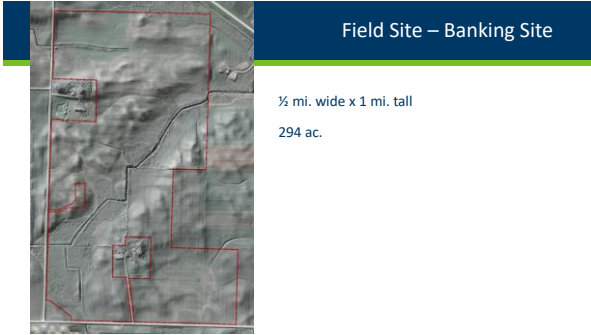 Field Site – Banking Site
½ mi. wide x 1 mi. tall
294 ac.